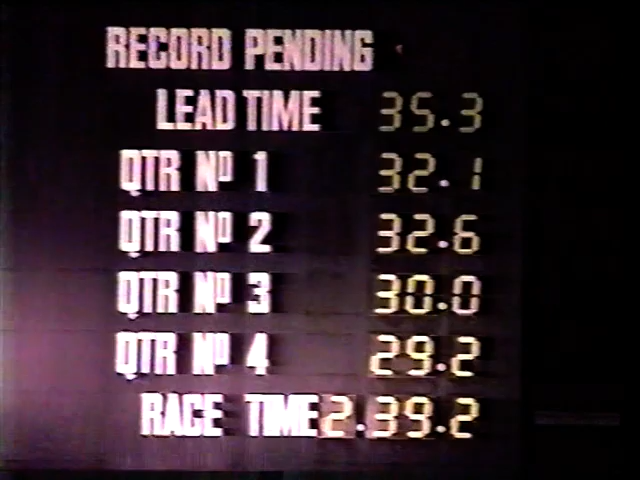 RECORD PENDING
LEAD TIME 35.3
QTR Nº 1 32.1
QTR Nº 2 32.6
QTR Nº 3 30.0
QTR Nº 4 29.2
RACE TIME 2.39.2